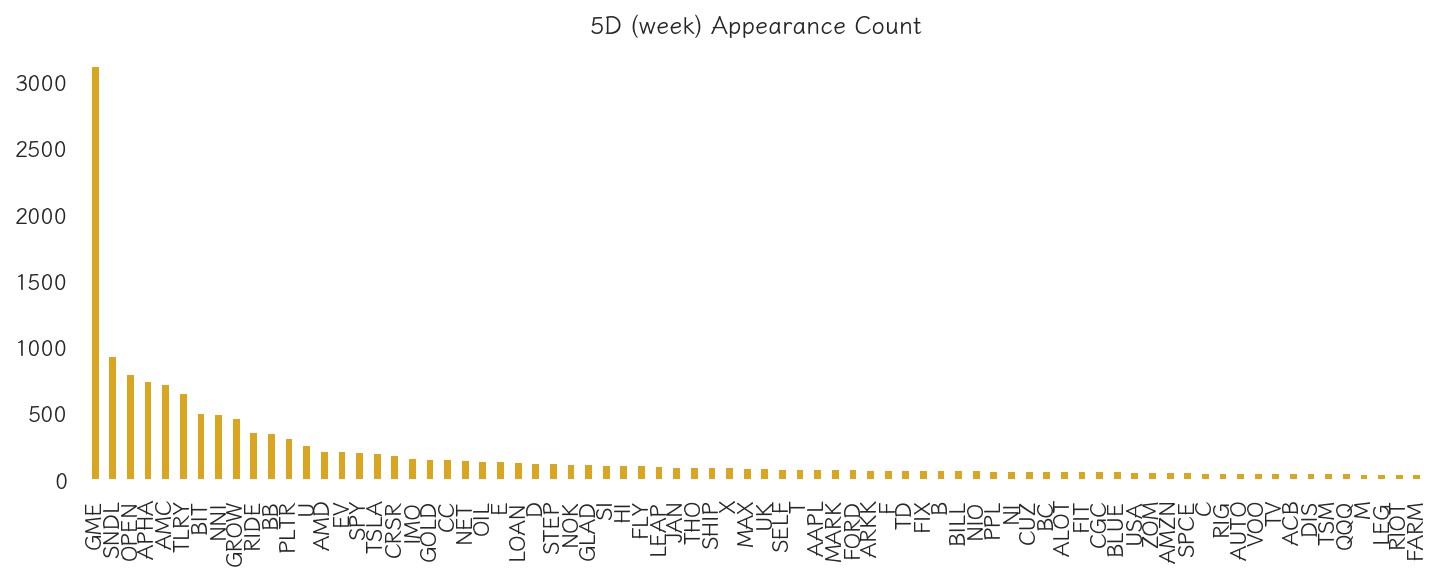 5D (week) Appearance Count
3000
2500
2000
1500
1000
500
0
GME
SNDL
OPEN
APHA
AMC
TLRY
BIT
NNI
GROW
RIDE
BB
PLTR
U
AMD
EV
SPY
TSLA
CRSR
IMO
GOLD
CC
NET
OIL
E
LOAN
D
STEP
NOK
GLAD
SI
HI
FLY
LEAP
JAN
THO
SHIP
X
MAX
UK
SELF
T
AAPL
MARK
FORD
ARKK
F
TD
FIX
B
BILL
NIO
PPL
NI
CUZ
BC
ALOT
FIT
CGC
BLUE
USA
ZOM
AMZN
SPCE
C
RIG
AUTO
VOO
TV
ACB
DIS
TSM
QQQ
M
LEG
RIOT
FARM